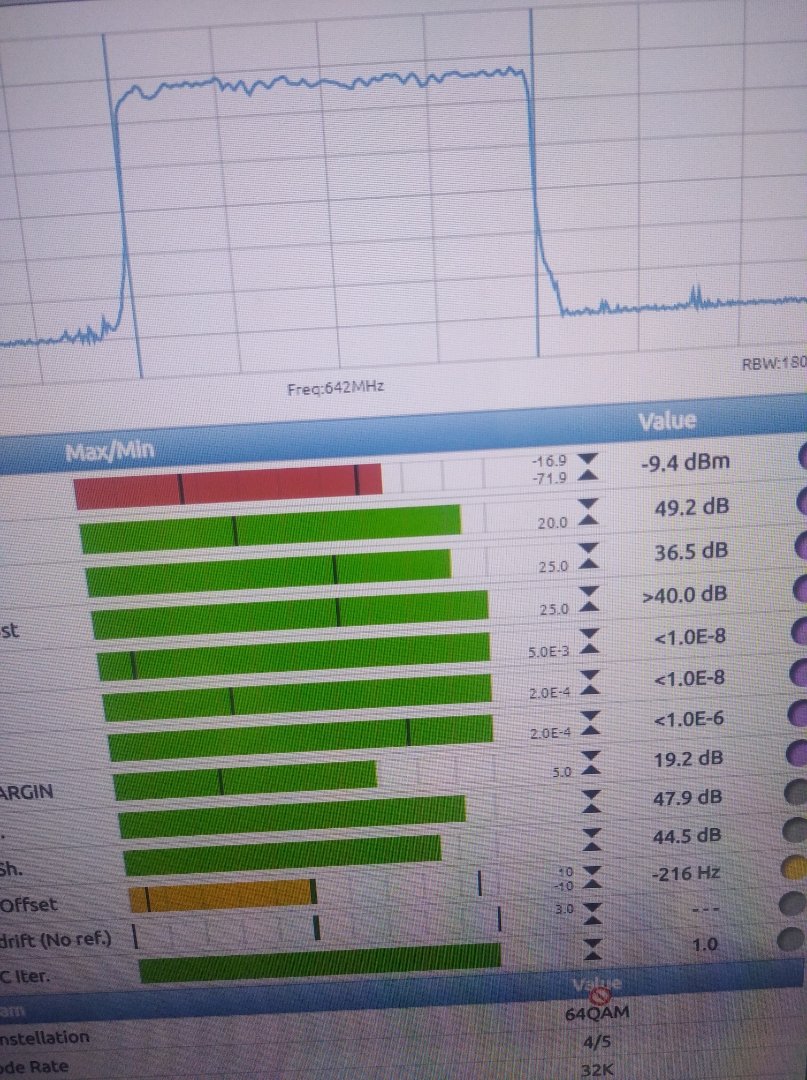 Freq:642MHz
RBW:180
Max/Min
Value
-16.9
-71.9
-9.4 dBm
20.0
49.2 dB
25.0
36.5 dB
st
25.0
>40.0 dB
5.0E-3
<1.0E-8
2.0E-4
<1.0E-8
2.0E-4
<1.0E-6
ARGIN
5.0
19.2 dB
47.9 dB
Sh.
44.5 dB
Offset
10
-10
-216 Hz
drift (No ref.)
3.0
---
C Iter.
1.0
am
Value
nstellation
64QAM
ode Rate
4/5
32K